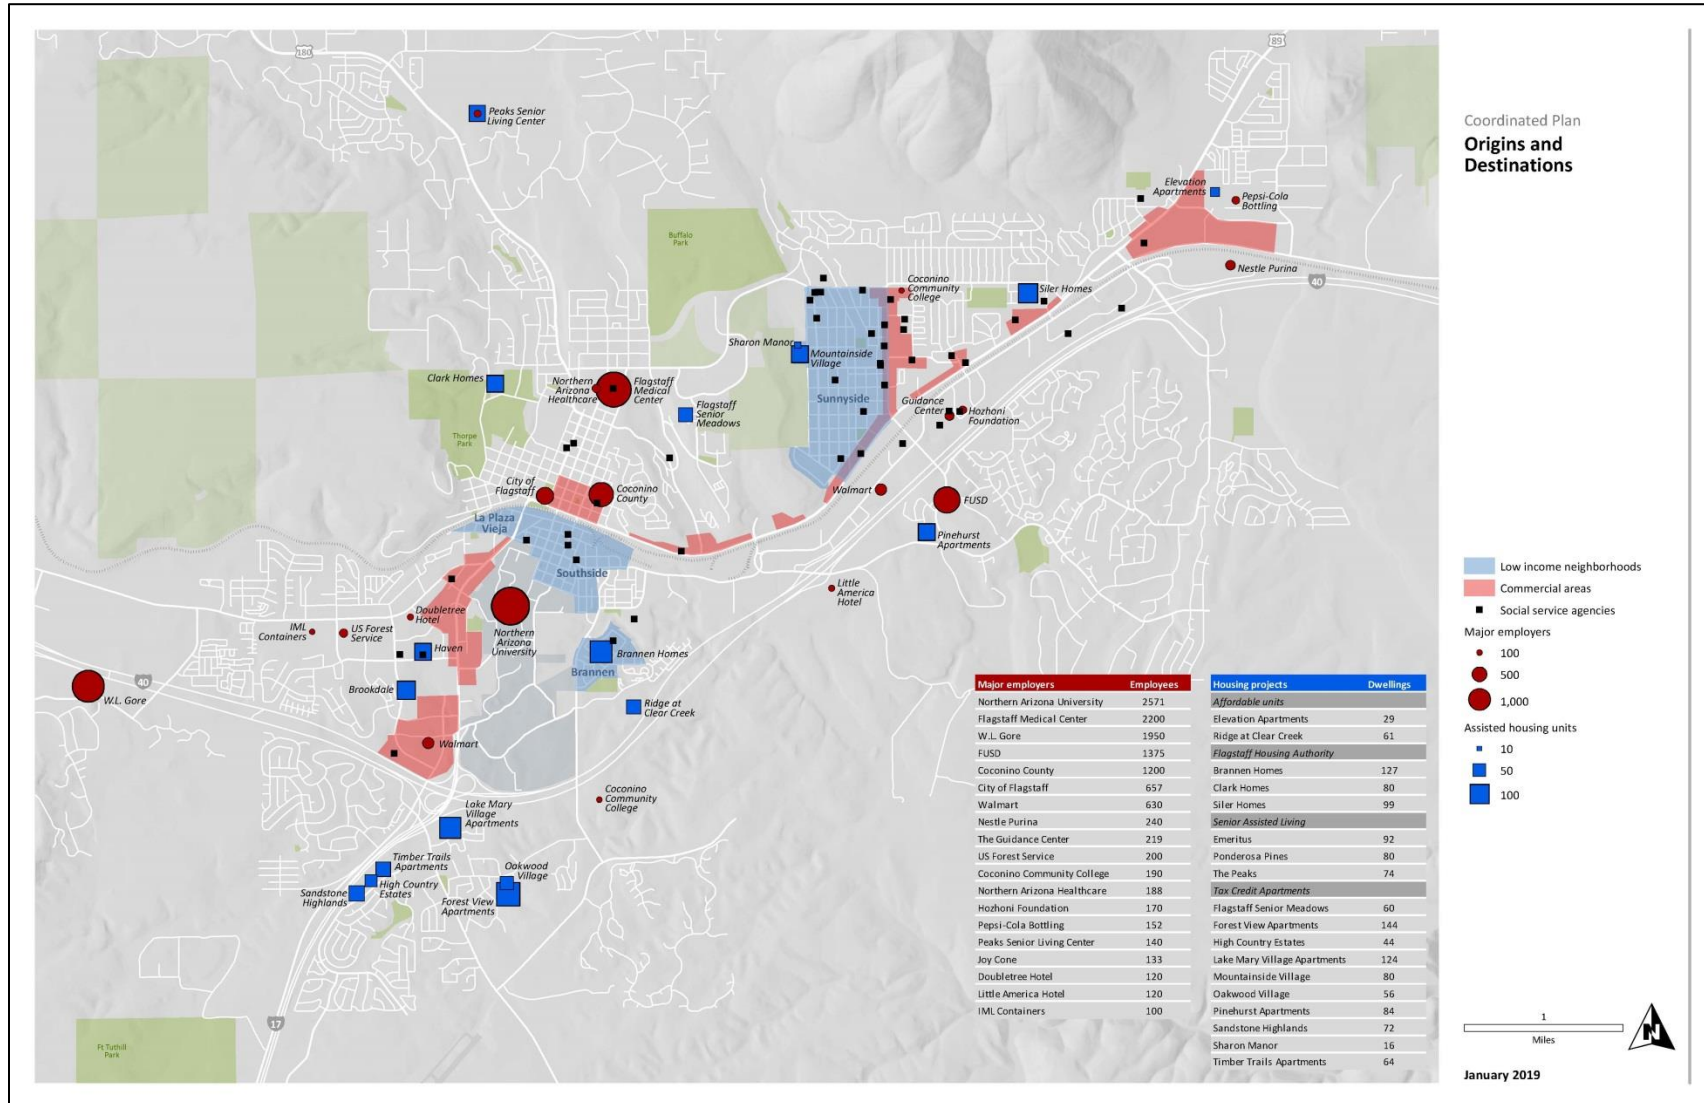 180
89
Peaks Senior
Living Center
Elevation
Apartments
Pepsi-Cola
Bottling
Buffalo
Park
Nestle Purina
40
Coconino
Community
College
Siler Homes
Sharon Manor
Mountainside
Village
Clark Homes
Northern
Arizona
Healthcare
Flagstaff
Medical
Center
Sunnyside
Flagstaff
Senior
Meadows
Guidance
Center
Hozhoni
Foundation
Thorpe
Park
City of
Flagstaff
Coconino
County
Walmart
FUSD
La Plaza
Vieja
Pinehurst
Apartments
Southside
Little
America
Hotel
Doubletree
Hotel
IML
Containers
US Forest
Service
Northern
Arizona
University
Haven
Brannen Homes
Brannen
40
W.L. Gore
Brookdale
Ridge at
Clear Creek
Walmart
Coconino
Community
College
Lake Mary
Village
Apartments
Timber Trails
Apartments
Oakwood
Village
High Country
Estates
Sandstone
Highlands
Forest View
Apartments
17
Ft Tuthill
Park
Major employers Employees
Northern Arizona University 2571
Flagstaff Medical Center 2200
W.L. Gore 1950
FUSD 1375
Coconino County 1200
City of Flagstaff 657
Walmart 630
Nestle Purina 240
The Guidance Center 219
US Forest Service 200
Coconino Community College 190
Northern Arizona Healthcare 188
Hozhoni Foundation 170
Pepsi-Cola Bottling 152
Peaks Senior Living Center 140
Joy Cone 133
Doubletree Hotel 120
Little America Hotel 120
IML Containers 100
Housing projects Dwellings
Affordable units
Elevation Apartments 29
Ridge at Clear Creek 61
Flagstaff Housing Authority
Brannen Homes 127
Clark Homes 80
Siler Homes 99
Senior Assisted Living
Emeritus 92
Ponderosa Pines 80
The Peaks 74
Tax Credit Apartments
Flagstaff Senior Meadows 60
Forest View Apartments 144
High Country Estates 44
Lake Mary Village Apartments 124
Mountainside Village 80
Oakwood Village 56
Pinehurst Apartments 84
Sandstone Highlands 72
Sharon Manor 16
Timber Trails Apartments 64
Coordinated Plan
Origins and
Destinations
Low income neighborhoods
Commercial areas
Social service agencies
Major employers
100
500
1,000
Assisted housing units
10
50
100
1
Miles
N
January 2019